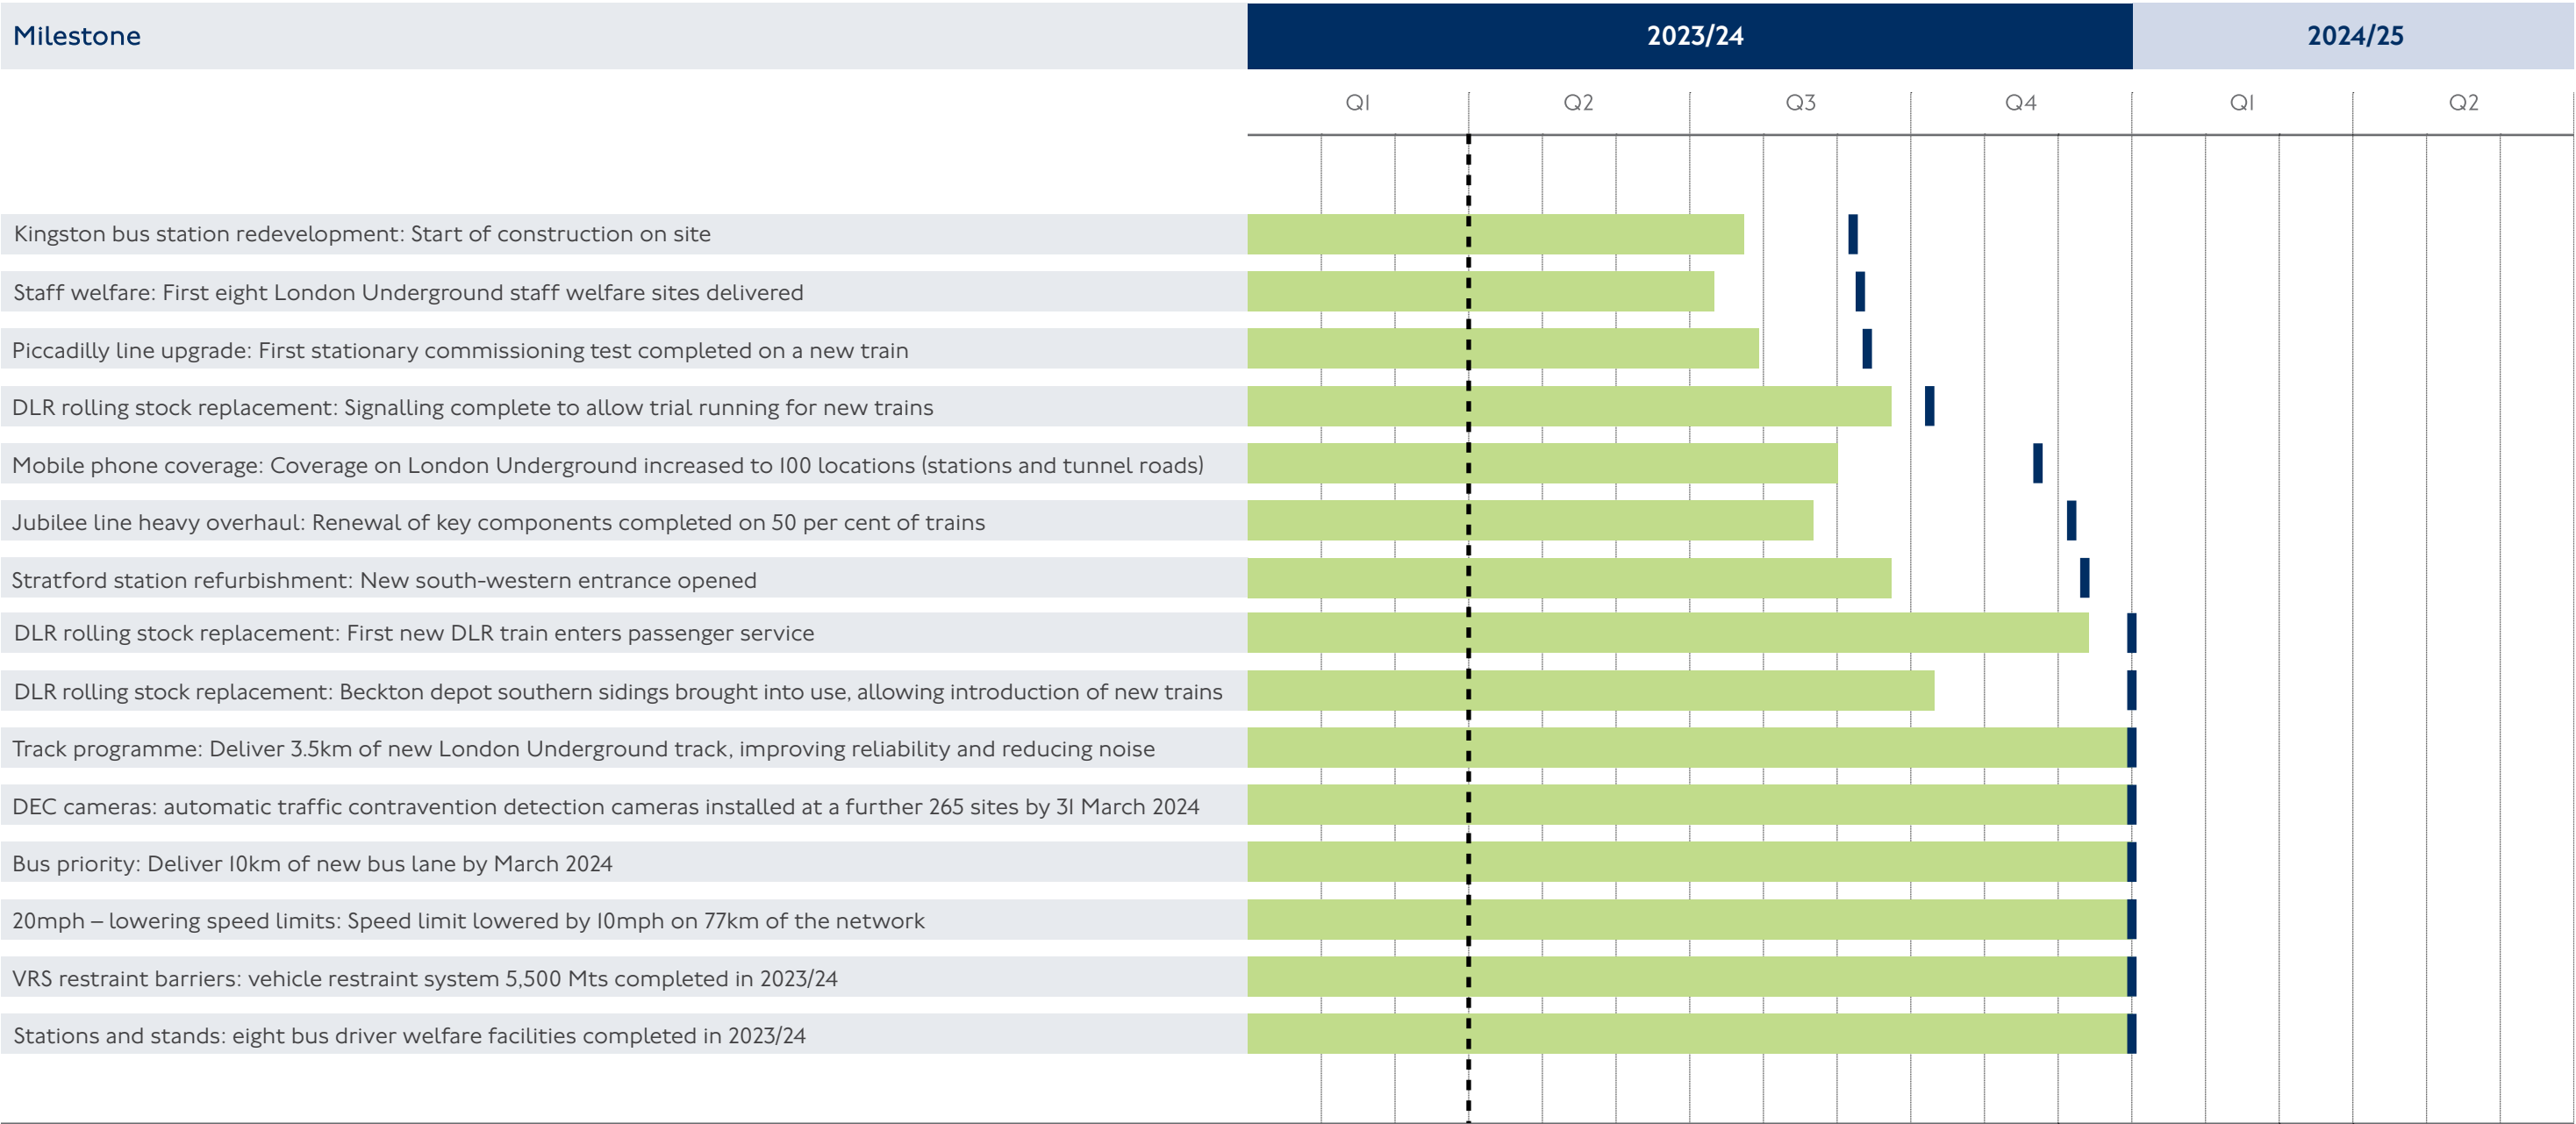 Milestone
2023/24
2024/25
Q1
Q2
Q3
Q4
Q1
Q2
Kingston bus station redevelopment: Start of construction on site
Staff welfare: First eight London Underground staff welfare sites delivered
Piccadilly line upgrade: First stationary commissioning test completed on a new train
DLR rolling stock replacement: Signalling complete to allow trial running for new trains
Mobile phone coverage: Coverage on London Underground increased to 100 locations (stations and tunnel roads)
Jubilee line heavy overhaul: Renewal of key components completed on 50 per cent of trains
Stratford station refurbishment: New south-western entrance opened
DLR rolling stock replacement: First new DLR train enters passenger service
DLR rolling stock replacement: Beckton depot southern sidings brought into use, allowing introduction of new trains
Track programme: Deliver 3.5km of new London Underground track, improving reliability and reducing noise
DEC cameras: automatic traffic contravention detection cameras installed at a further 265 sites by 31 March 2024
Bus priority: Deliver 10km of new bus lane by March 2024
20mph – lowering speed limits: Speed limit lowered by 10mph on 77km of the network
VRS restraint barriers: vehicle restraint system 5,500 Mts completed in 2023/24
Stations and stands: eight bus driver welfare facilities completed in 2023/24